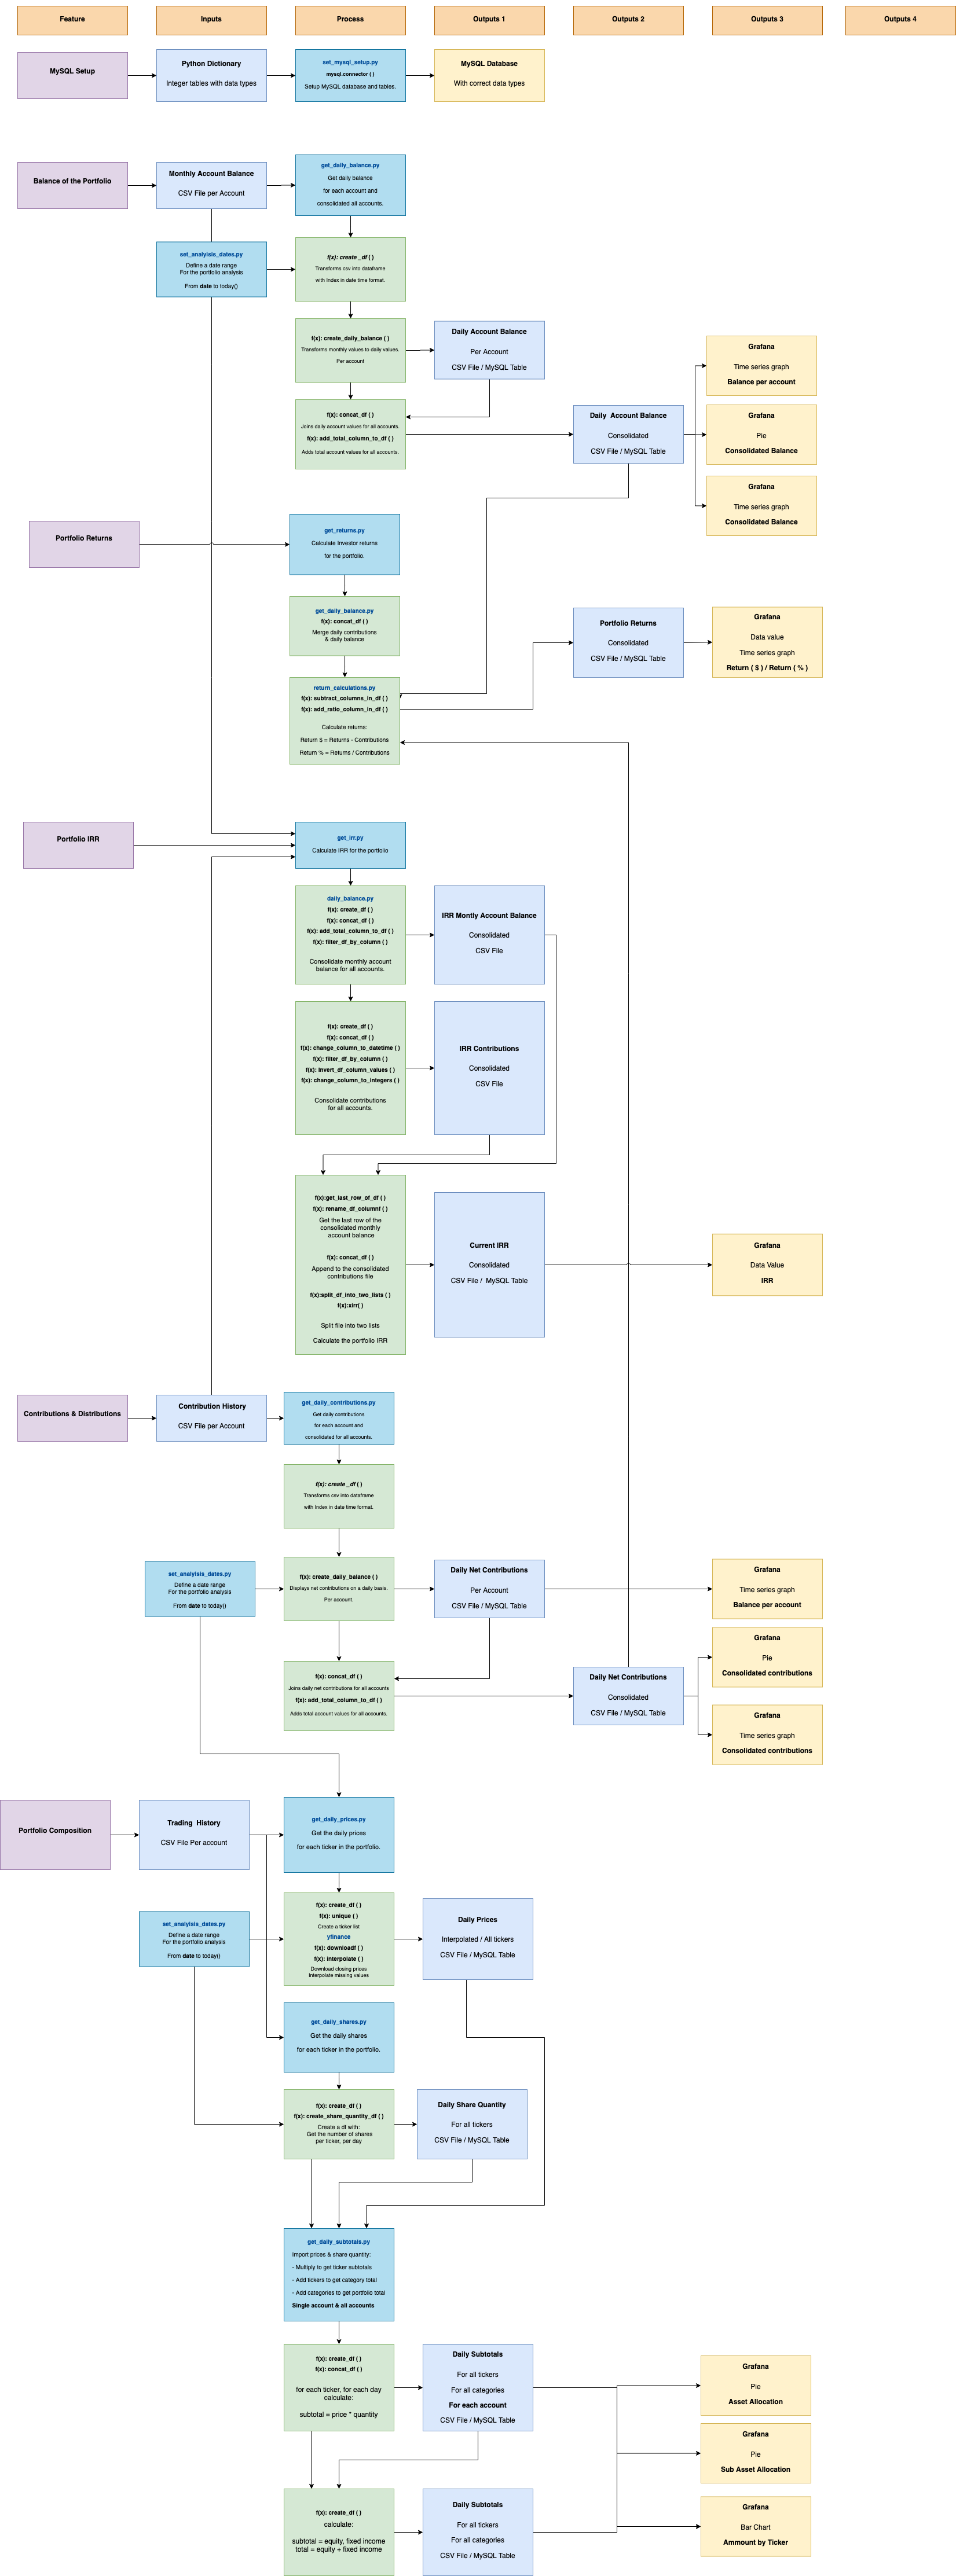 Feature
Inputs
Process
Outputs 1
Outputs 2
Outputs 3
Outputs 4
MySQL Setup
Python Dictionary
Integer tables with data types
set_mysql_setup.py
mysql.connector ( )
Setup MySQL database and tables.
MySQL Database
With correct data types
Balance of the Portfolio
Monthly Account Balance
CSV File per Account
get_daily_balance.py
Get daily balance
for each account and
consolidated all accounts.
set_analyisis_dates.py
Define a date range
For the portfolio analysis
From date to today()
f(x): create _df ( )
Transforms csv into dataframe
with Index in date time format.
f(x): create_daily_balance ( )
Transforms monthly values to daily values.
Per account
Daily Account Balance
Per Account
CSV File / MySQL Table
f(x): concat_df ( )
Joins daily account values for all accounts.
f(x): add_total_column_to_df ( )
Adds total account values for all accounts.
Daily  Account Balance
Consolidated
CSV File / MySQL Table
Grafana
Time series graph
Balance per account
Grafana
Pie
Consolidated Balance
Grafana
Time series graph
Consolidated Balance
Portfolio Returns
get_returns.py
Calculate Investor returns
for the portfolio.
get_daily_balance.py
f(x): concat_df ( )
Merge daily contributions
& daily balance
return_calculations.py
f(x): subtract_columns_in_df ( )
f(x): add_ratio_column_in_df ( )
Calculate returns:
Return $ = Returns - Contributions
Return % = Returns / Contributions
Portfolio Returns
Consolidated
CSV File / MySQL Table
Grafana
Data value
Time series graph
Return ( $ ) / Return ( % )
Portfolio IRR
get_irr.py
Calculate IRR for the portfolio
daily_balance.py
f(x): create_df ( )
f(x): concat_df ( )
f(x): add_total_column_to_df ( )
f(x): filter_df_by_column ( )
Consolidate monthly account
balance for all accounts.
IRR Montly Account Balance
Consolidated
CSV File
f(x): create_df ( )
f(x): concat_df ( )
f(x): change_column_to_datetime ( )
f(x): filter_df_by_column ( )
f(x): Invert_df_column_values ( )
f(x): change_column_to_integers ( )
Consolidate contributions
for all accounts.
IRR Contributions
Consolidated
CSV File
f(x):get_last_row_of_df ( )
f(x): rename_df_columnf ( )
Get the last row of the
consolidated monthly
account balance
f(x): concat_df ( )
Append to the consolidated
contributions file
f(x):split_df_into_two_lists ( )
f(x):xirr( )
Split file into two lists
Calculate the portfolio IRR
Current IRR
Consolidated
CSV File /  MySQL Table
Grafana
Data Value
IRR
Contributions & Distributions
Contribution History
CSV File per Account
get_daily_contributions.py
Get daily contributions
for each account and
consolidated for all accounts.
f(x): create _df ( )
Transforms csv into dataframe
with Index in date time format.
set_analyisis_dates.py
Define a date range
For the portfolio analysis
From date to today()
f(x): create_daily_balance ( )
Displays net contributions on a daily basis.
Per account.
Daily Net Contributions
Per Account
CSV File / MySQL Table
Grafana
Time series graph
Balance per account
f(x): concat_df ( )
Joins daily net contributions for all accounts
f(x): add_total_column_to_df ( )
Adds total account values for all accounts.
Daily Net Contributions
Consolidated
CSV File / MySQL Table
Grafana
Pie
Consolidated contributions
Grafana
Time series graph
Consolidated contributions
Portfolio Composition
Trading  History
CSV File Per account
get_daily_prices.py
Get the daily prices
for each ticker in the portfolio.
set_analyisis_dates.py
Define a date range
For the portfolio analysis
From date to today()
f(x): create_df ( )
f(x): unique ( )
Create a ticker list
yfinance
f(x): downloadf ( )
f(x): interpolate ( )
Download closing prices
Interpolate missing values
Daily Prices
Interpolated / All tickers
CSV File / MySQL Table
get_daily_shares.py
Get the daily shares
for each ticker in the portfolio.
f(x): create_df ( )
f(x): create_share_quantity_df ( )
Create a df with:
Get the number of shares
per ticker, per day
Daily Share Quantity
For all tickers
CSV File / MySQL Table
get_daily_subtotals.py
Import prices & share quantity:
- Multiply to get ticker subtotals
- Add tickers to get category total
- Add categories to get portfolio total
Single account & all accounts
f(x): create_df ( )
f(x): concat_df ( )
for each ticker, for each day
calculate:
subtotal = price * quantity
Daily Subtotals
For all tickers
For all categories
For each account
CSV File / MySQL Table
Grafana
Pie
Asset Allocation
Grafana
Pie
Sub Asset Allocation
f(x): create_df ( )
calculate:
subtotal = equity, fixed income
total = equity + fixed income
Daily Subtotals
For all tickers
For all categories
CSV File / MySQL Table
Grafana
Bar Chart
Ammount by Ticker